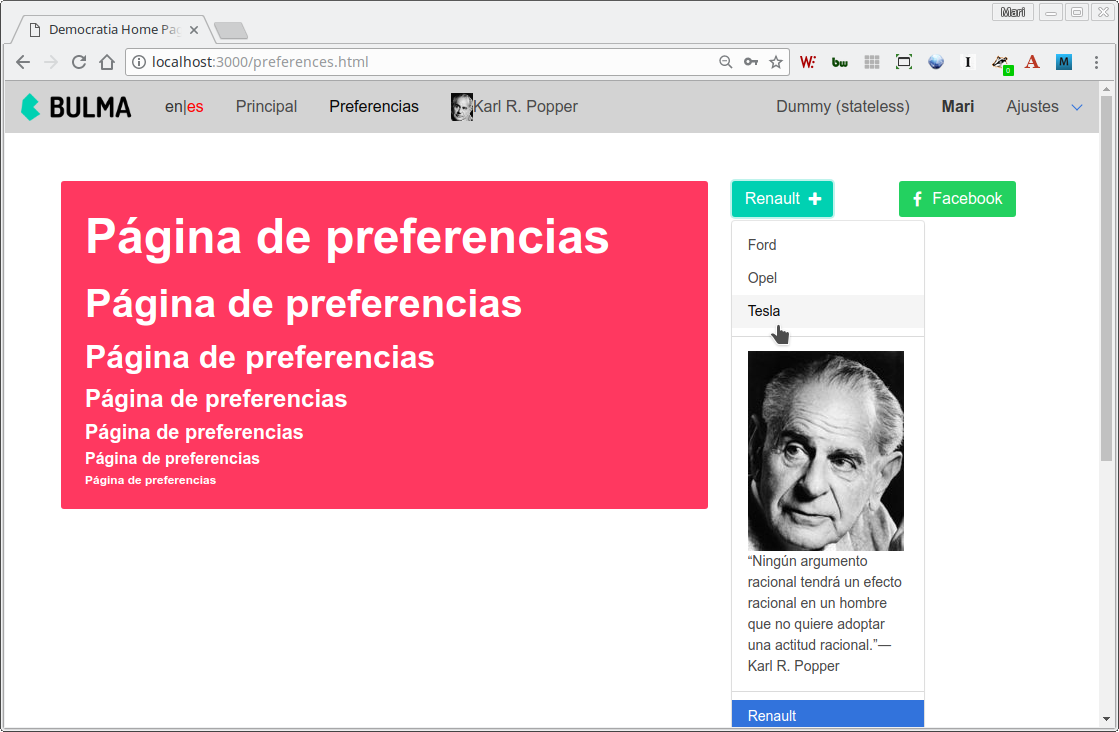 Mari
Democratia Home Pag
localhost:3000/preferences.html
W:
bw
I
0
A
M
BULMA
en|es
Principal
Preferencias
Karl R. Popper
Dummy (stateless)
Mari
Ajustes
Página de preferencias
Página de preferencias
Página de preferencias
Página de preferencias
Página de preferencias
Página de preferencias
Página de preferencias
Renault
Facebook
Ford
Opel
Tesla
“Ningún argumento
racional tendrá un efecto
racional en un hombre
que no quiere adoptar
una actitud racional.”—
Karl R. Popper
Renault